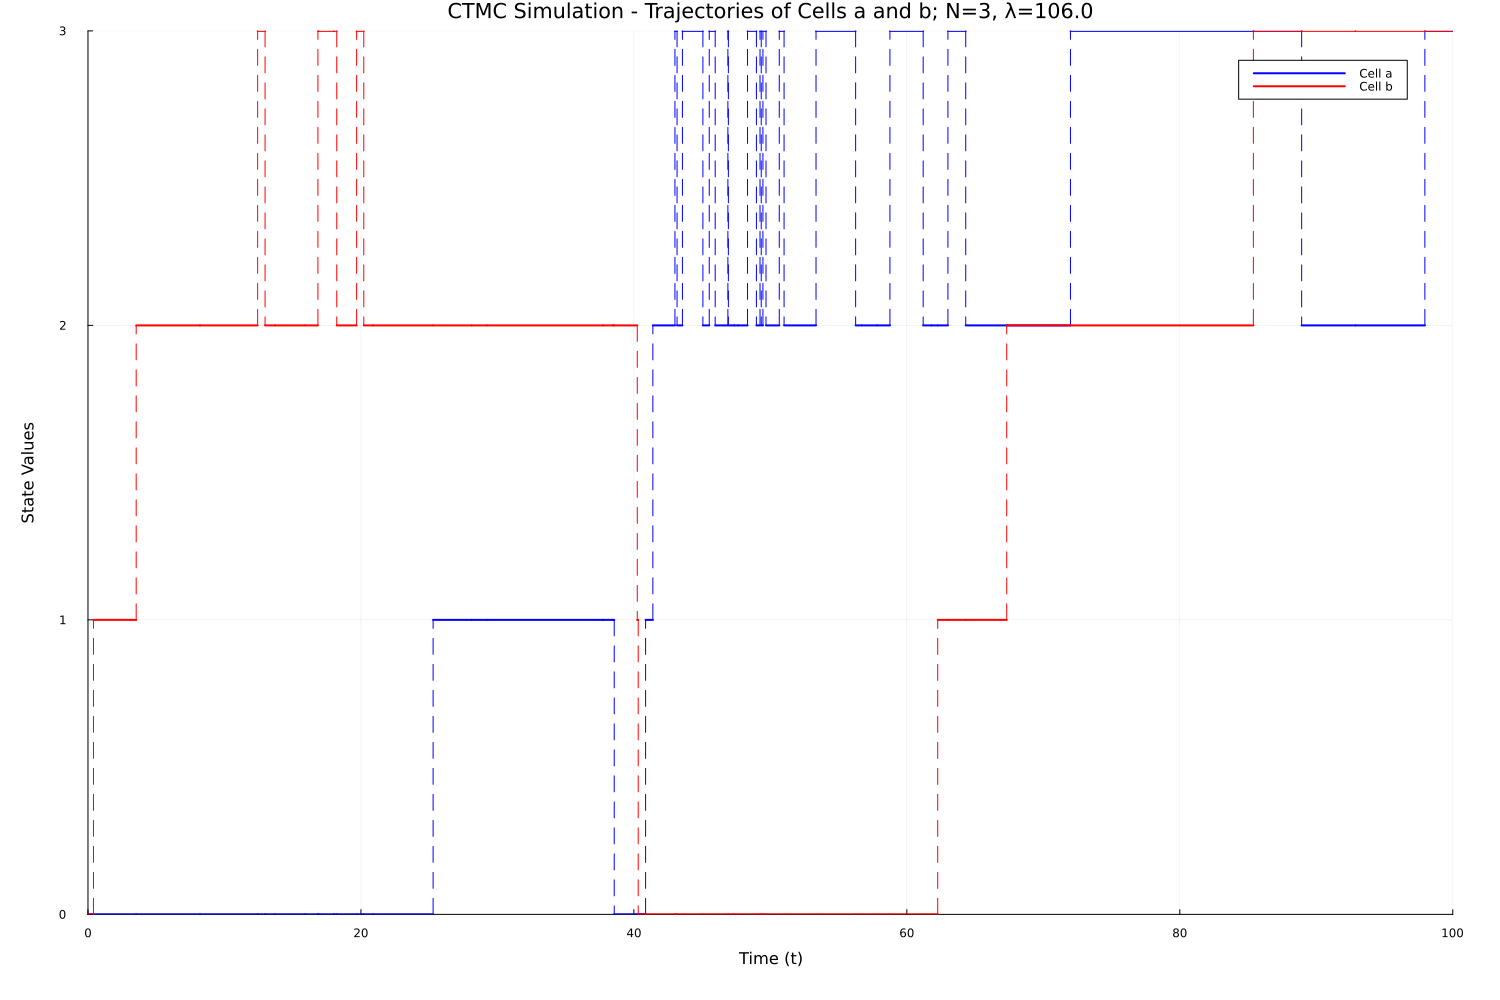 CTMC Simulation - Trajectories of Cells a and b; N=3, λ=106.0
3
Cell a
Cell b
2
State Values
1
0
0 20 40 60 80 100
Time (t)